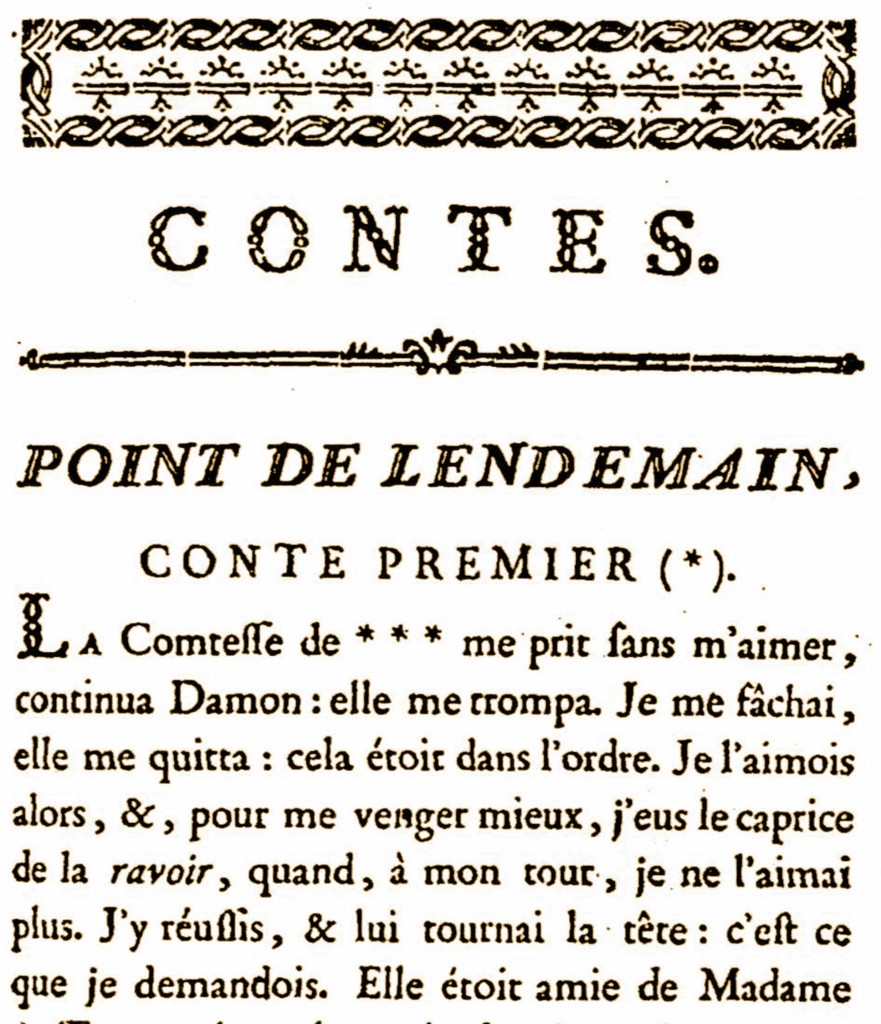 CONTES.
POINT DE LENDEMAIN,
CONTE PREMIER (*).
LA Comteſſe de * * * me prit ſans m'aimer,
continua Damon : elle me trompa. Je me fâchai,
elle me quitta : cela étoit dans l'ordre. Je l'aimois
alors, &, pour me venger mieux, j'eus le caprice
de la ravoir, quand, à mon tour, je ne l'aimai
plus. J'y réuſſis, & lui tournai la tête : c'eſt ce
que je demandois. Elle étoit amie de Madame